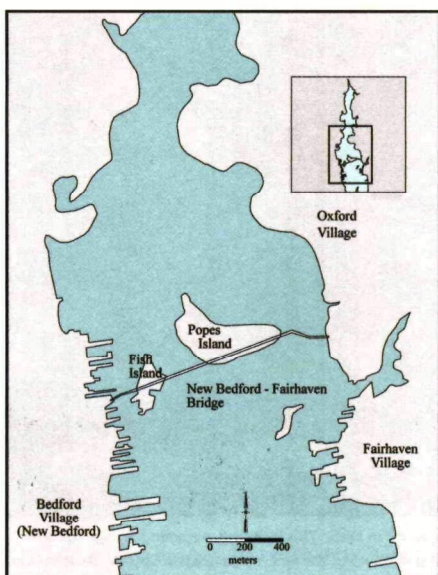 Oxford
Village
Popes
Island
Fish
Island
New Bedford - Fairhaven
Bridge
Fairhaven
Village
Bedford
Village
(New Bedford)
0 200 400
meters